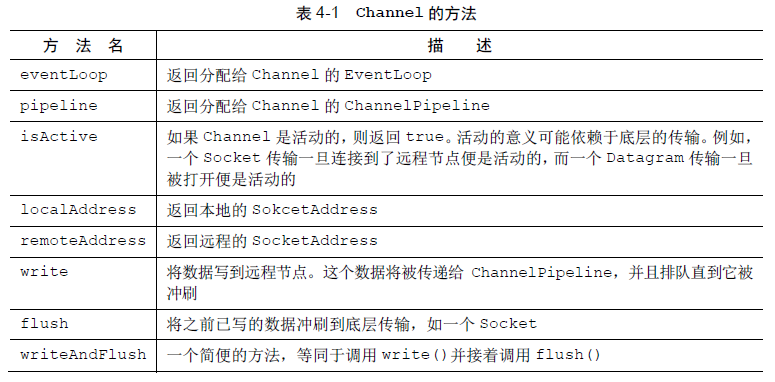 表 4-1 Channel 的方法
方 法 名 描 述
eventLoop 返回分配给 Channel 的 EventLoop
pipeline 返回分配给 Channel 的 ChannelPipeline
isActive 如果 Channel 是活动的，则返回 true。活动的意义可能依赖于底层的传输。例如，
一个 Socket 传输一旦连接到了远程节点便是活动的，而一个 Datagram 传输一旦
被打开便是活动的
localAddress 返回本地的 SokcetAddress
remoteAddress 返回远程的 SocketAddress
write 将数据写到远程节点。这个数据将被传递给 ChannelPipeline，并且排队直到它被
冲刷
flush 将之前已写的数据冲刷到底层传输，如一个 Socket
writeAndFlush 一个简便的方法，等同于调用 write()并接着调用 flush()